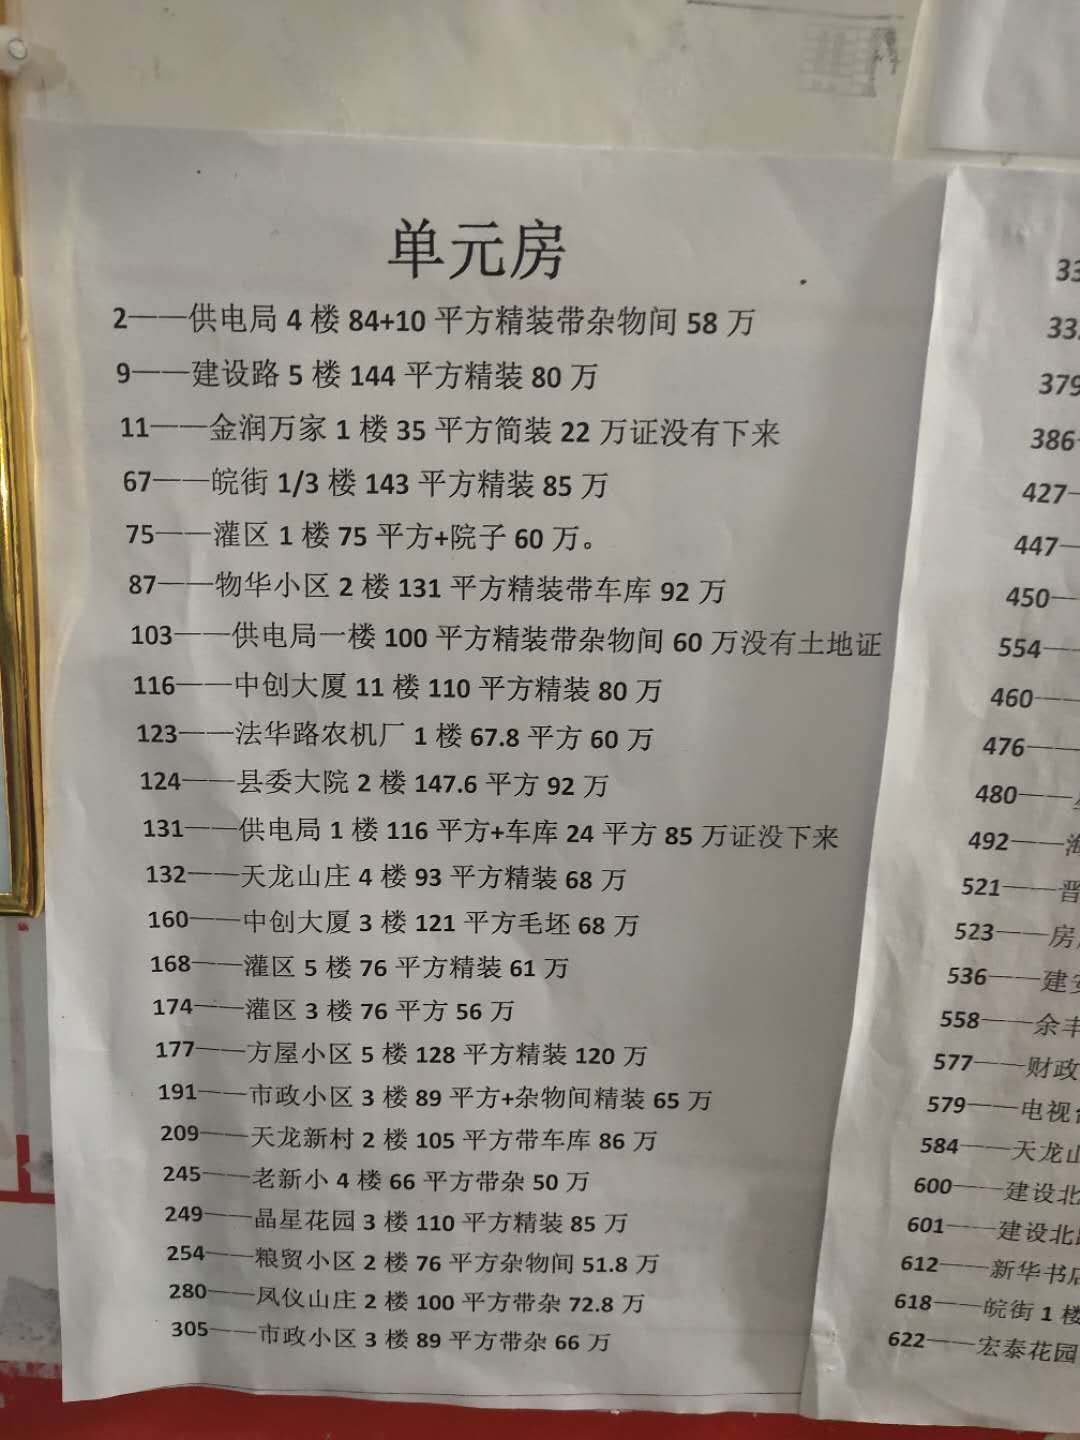 单元房
2——供电局 4 楼 84+10 平方精装带杂物间 58 万
9——建设路 5 楼 144 平方精装 80 万
11——金润万家 1 楼 35 平方简装 22 万证没有下来
67——皖街 1/3 楼 143 平方精装 85 万
75——灌区 1 楼 75 平方+院子 60 万。
87——物华小区 2 楼 131 平方精装带车库 92 万
103——供电局一楼 100 平方精装带杂物间 60 万没有土地证
116——中创大厦 11 楼 110 平方精装 80 万
123——法华路农机厂 1 楼 67.8 平方 60 万
124——县委大院 2 楼 147.6 平方 92 万
131——供电局 1 楼 116 平方+车库 24 平方 85 万证没下来
132——天龙山庄 4 楼 93 平方精装 68 万
160——中创大厦 3 楼 121 平方毛坯 68 万
168——灌区 5 楼 76 平方精装 61 万
174——灌区 3 楼 76 平方 56 万
177——方屋小区 5 楼 128 平方精装 120 万
191——市政小区 3 楼 89 平方+杂物间精装 65 万
209——天龙新村 2 楼 105 平方带车库 86 万
245——老新小 4 楼 66 平方带杂 50 万
249——晶星花园 3 楼 110 平方精装 85 万
254——粮贸小区 2 楼 76 平方杂物间 51.8 万
280——凤仪山庄 2 楼 100 平方带杂 72.8 万
305——市政小区 3 楼 89 平方带杂 66 万
379
386
427
447
450——
554——
460——
476——
480——
492——
521——晋
523——房
536——建安
558——余丰
577——财政
579——电视台
584——天龙山
600——建设北
601——建设北路
612——新华书店
618——皖街 1 楼
622——宏泰花园